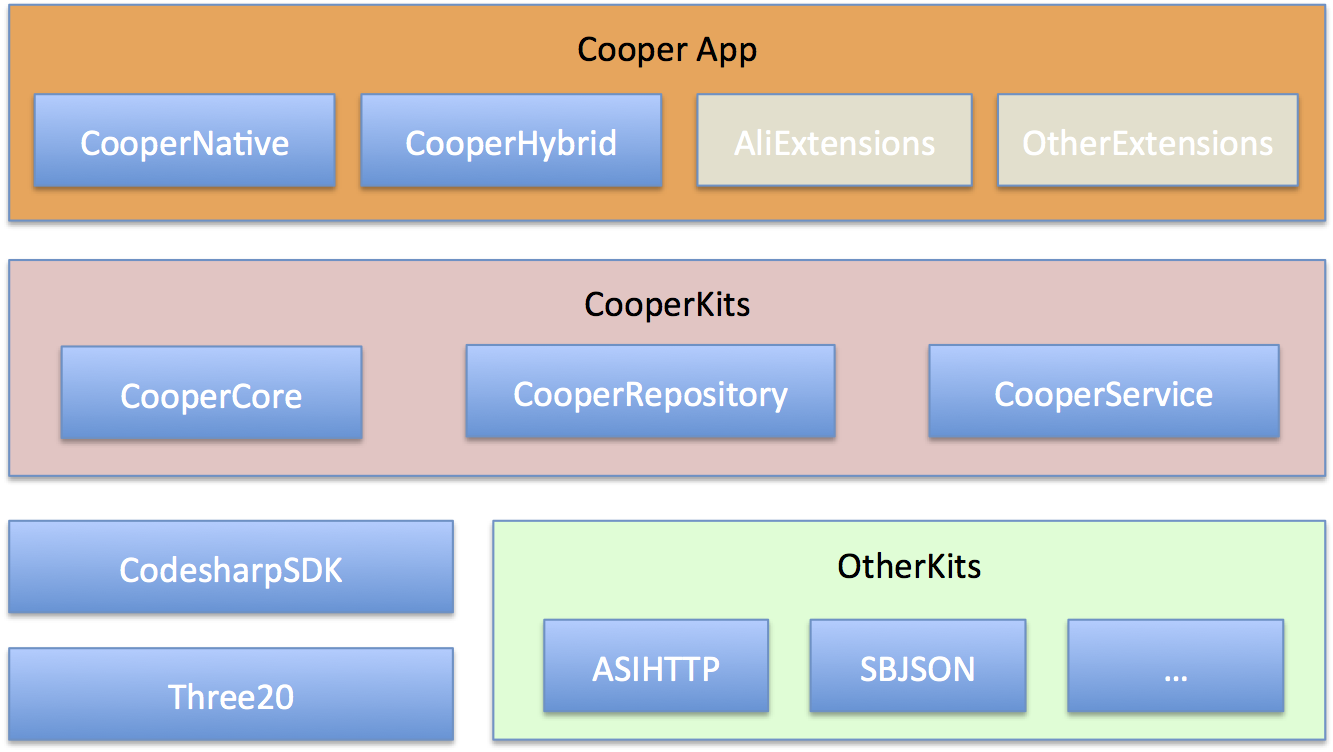 Cooper App
CooperNative
CooperHybrid
AliExtensions
OtherExtensions
CooperKits
CooperCore
CooperRepository
CooperService
CodesharpSDK
Three20
OtherKits
ASIHTTP
SBJSON
...